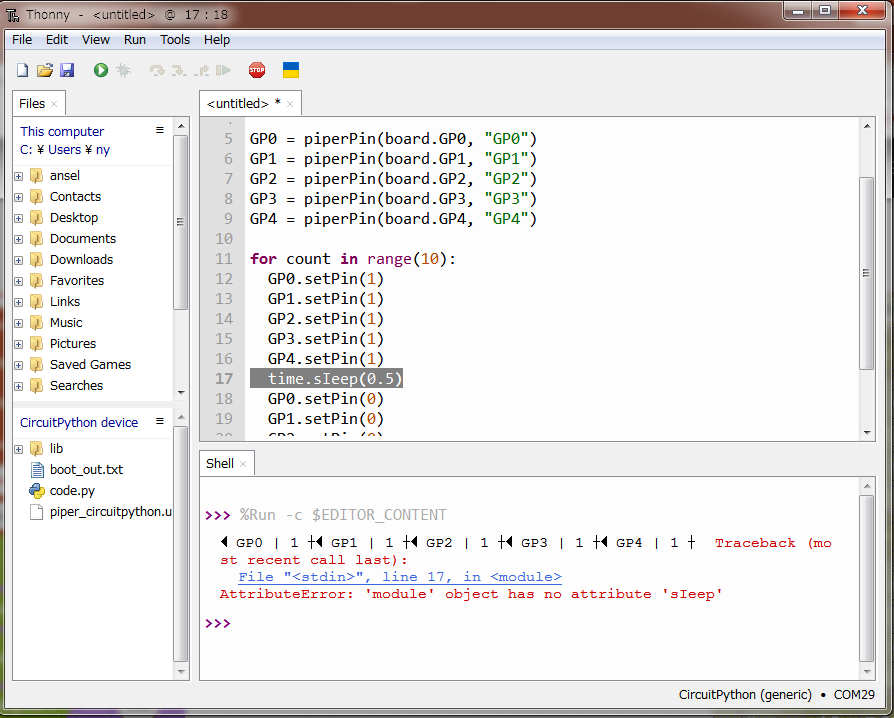 Thonny - <untitled> @ 17 : 18
File Edit View Run Tools Help
STOP
Files ×
This computer
C: ¥ Users ¥ ny
ansel
Contacts
Desktop
Documents
Downloads
Favorites
Links
Music
Pictures
Saved Games
Searches
CircuitPython device
lib
boot_out.txt
code.py
piper_circuitpython.u
<untitled> * ×
5 GP0 = piperPin(board.GP0, "GP0")
6 GP1 = piperPin(board.GP1, "GP1")
7 GP2 = piperPin(board.GP2, "GP2")
8 GP3 = piperPin(board.GP3, "GP3")
9 GP4 = piperPin(board.GP4, "GP4")
10
11 for count in range(10):
12 GP0.setPin(1)
13 GP1.setPin(1)
14 GP2.setPin(1)
15 GP3.setPin(1)
16 GP4.setPin(1)
17 time.sIeep(0.5)
18 GP0.setPin(0)
19 GP1.setPin(0)
Shell ×
>>> %Run -c $EDITOR_CONTENT
GP0 | 1 GP1 | 1 GP2 | 1 GP3 | 1 GP4 | 1 Traceback (mo
st recent call last):
File "<stdin>", line 17, in <module>
AttributeError: 'module' object has no attribute 'sIeep'
>>>
CircuitPython (generic) • COM29